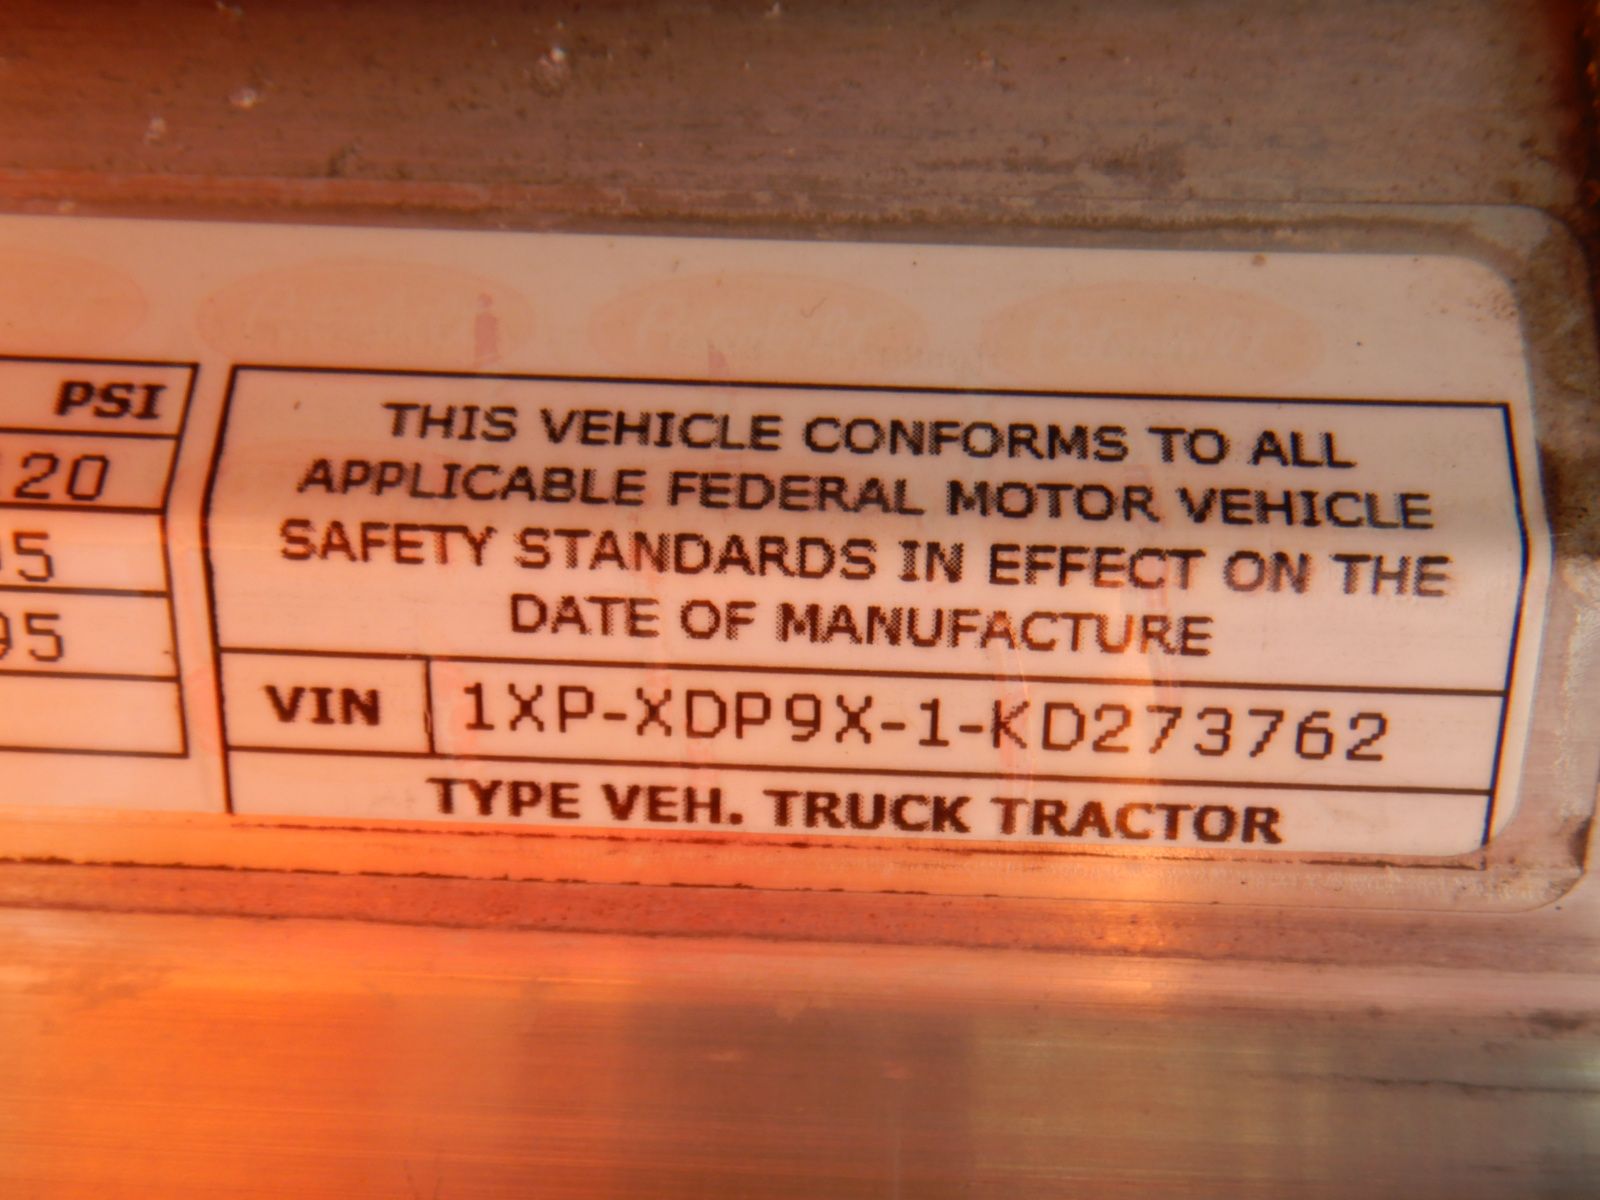 PSI
20
5
95
THIS VEHICLE CONFORMS TO ALL
APPLICABLE FEDERAL MOTOR VEHICLE
SAFETY STANDARDS IN EFFECT ON THE
DATE OF MANUFACTURE
VIN 1XP-XDP9X-1-KD273762
TYPE VEH. TRUCK TRACTOR